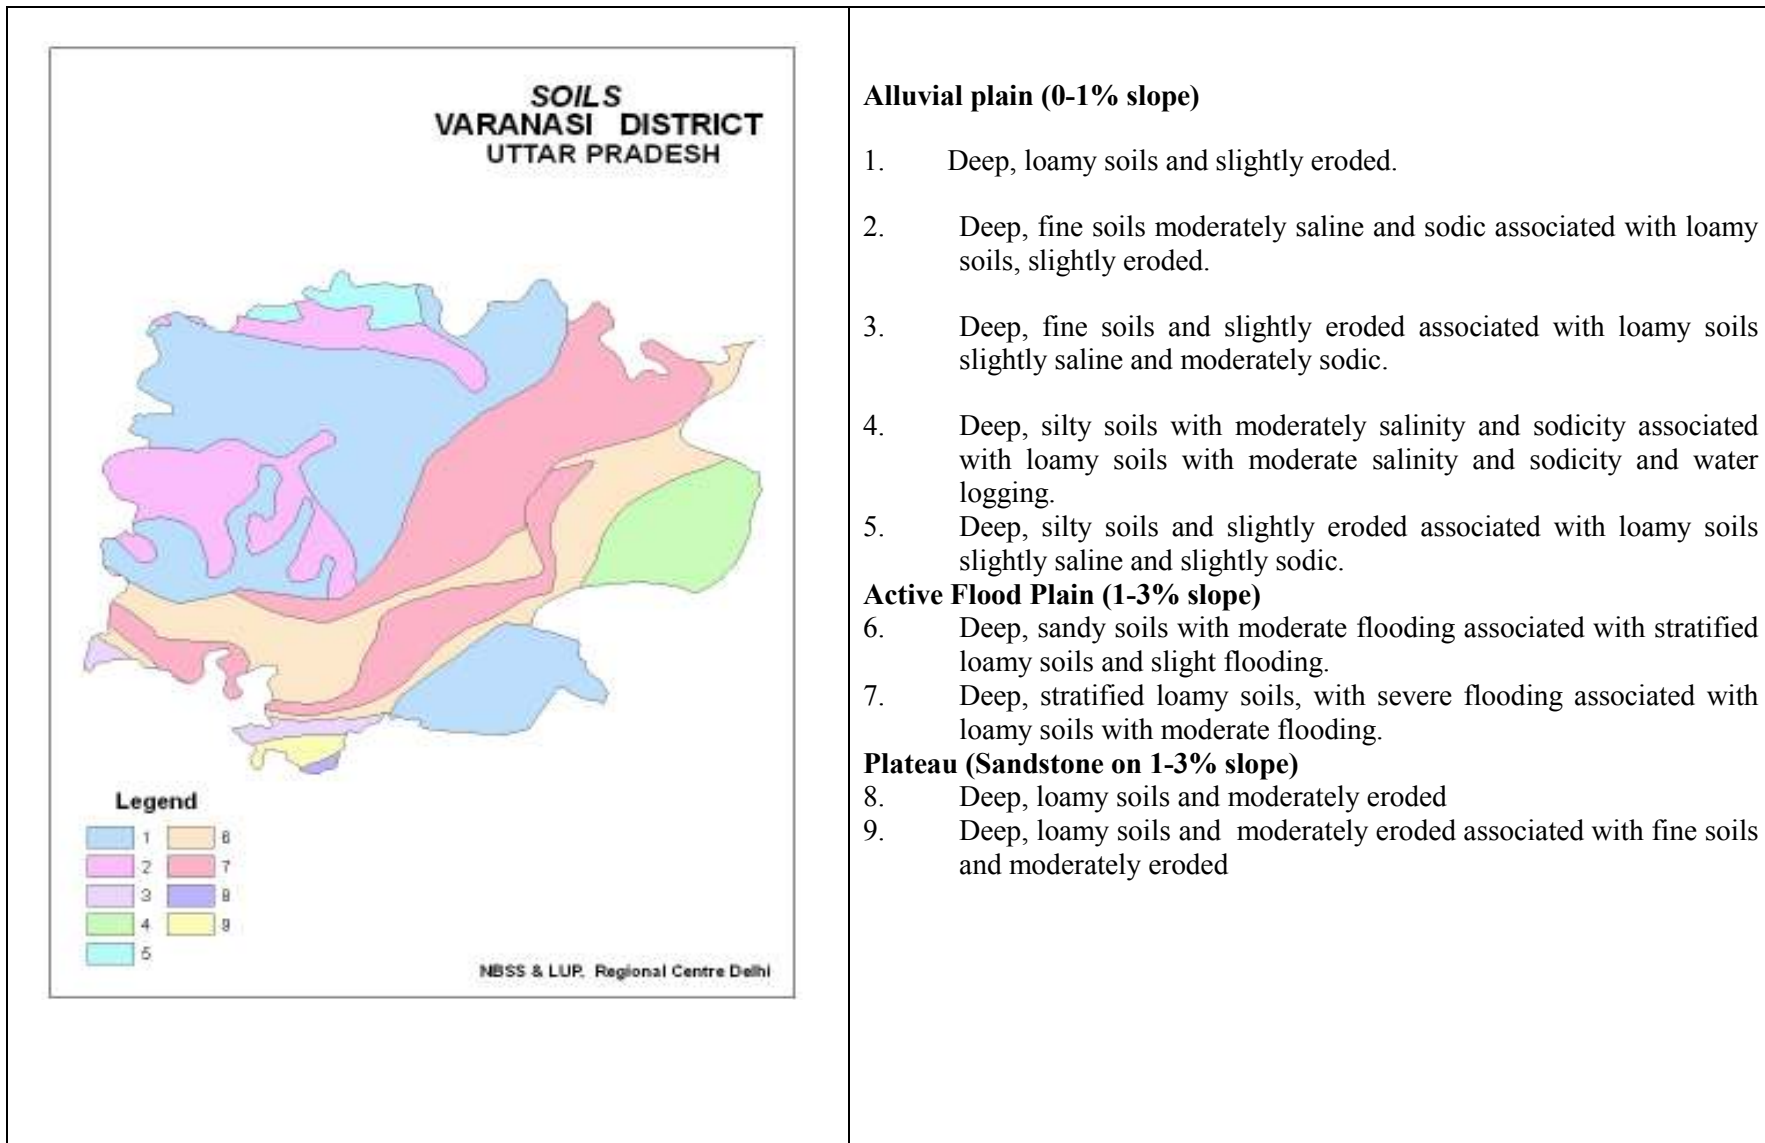 SOILS
VARANASI DISTRICT
UTTAR PRADESH
Legend
1 6
2 7
3 8
4 9
5
NBSS & LUP. Regional Centre Delhi
Alluvial plain (0-1% slope)
1. Deep, loamy soils and slightly eroded.
2. Deep, fine soils moderately saline and sodic associated with loamy
soils, slightly eroded.
3. Deep, fine soils and slightly eroded associated with loamy soils
slightly saline and moderately sodic.
4. Deep, silty soils with moderately salinity and sodicity associated
with loamy soils with moderate salinity and sodicity and water
logging.
5. Deep, silty soils and slightly eroded associated with loamy soils
slightly saline and slightly sodic.
Active Flood Plain (1-3% slope)
6. Deep, sandy soils with moderate flooding associated with stratified
loamy soils and slight flooding.
7. Deep, stratified loamy soils, with severe flooding associated with
loamy soils with moderate flooding.
Plateau (Sandstone on 1-3% slope)
8. Deep, loamy soils and moderately eroded
9. Deep, loamy soils and moderately eroded associated with fine soils
and moderately eroded